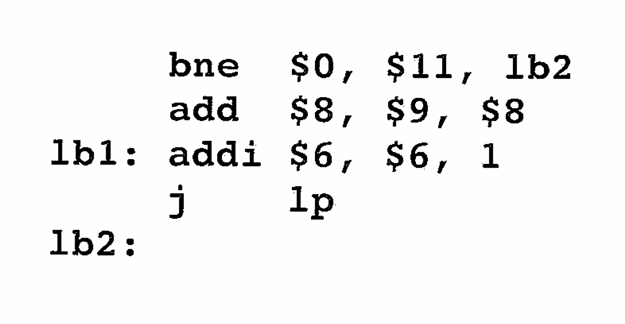 bne $0, $11, lb2
add $8, $9, $8
lb1: addi $6, $6, 1
j lp
lb2: